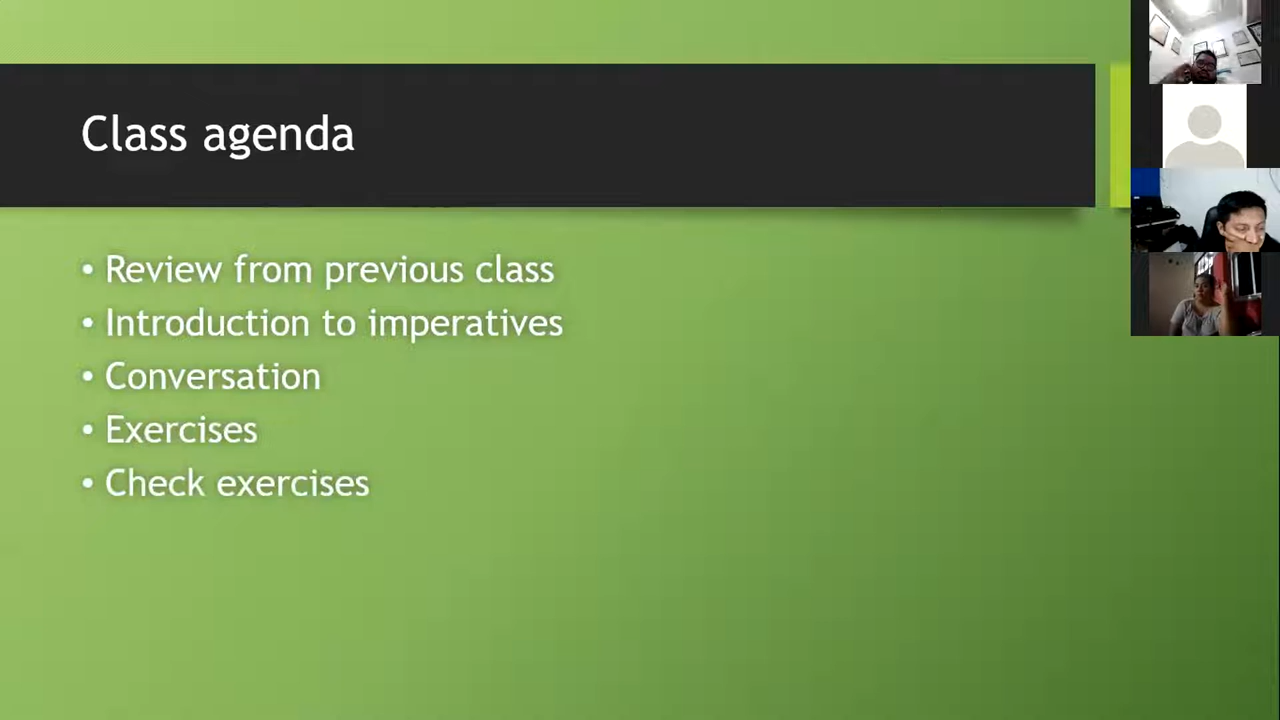 Class agenda
• Review from previous class
• Introduction to imperatives
• Conversation
• Exercises
• Check exercises